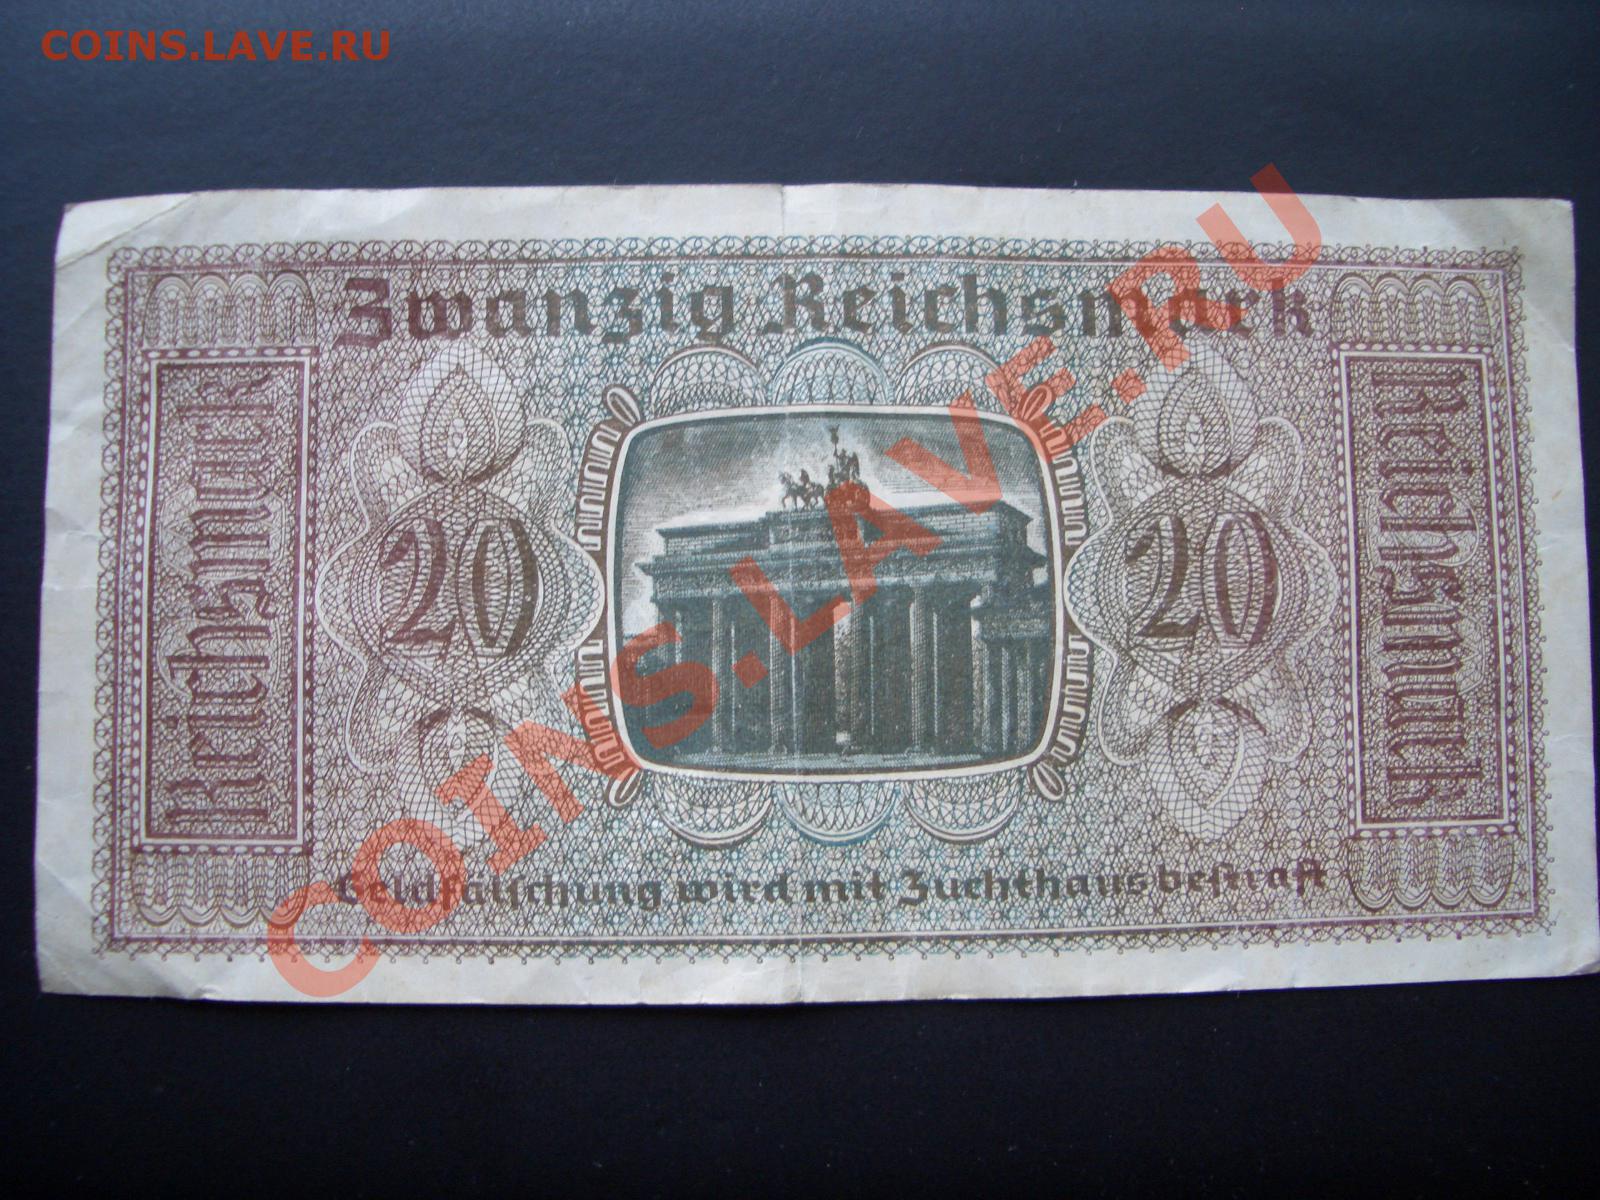 COINS.LAVE.RU
Zwanzig Reichsmark
Reichsmark
20
20
Reichsmark
Geldfälschung wird mit Zuchthaus bestraft
COINS.LAVE.RU